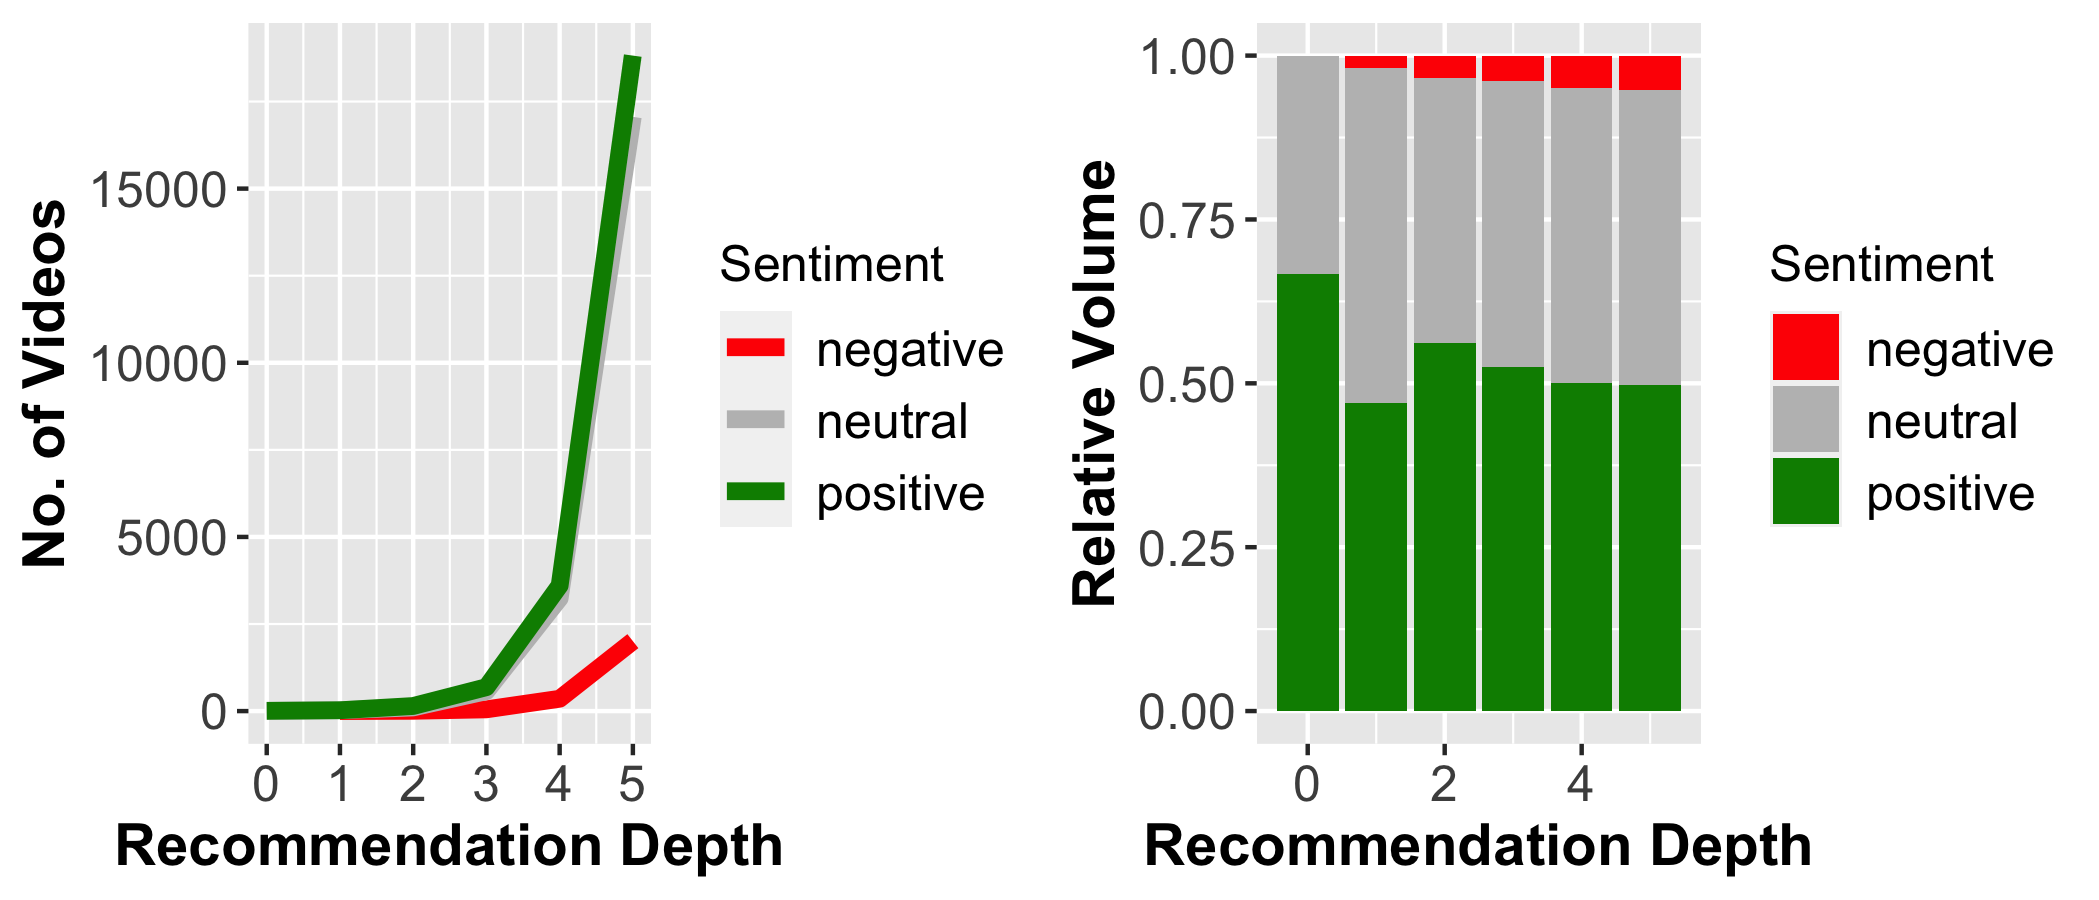 No. of Videos
15000
10000
5000
0
0 1 2 3 4 5
Recommendation Depth
Sentiment
negative
neutral
positive
Relative Volume
1.00
0.75
0.50
0.25
0.00
0 2 4
Recommendation Depth
Sentiment
negative
neutral
positive